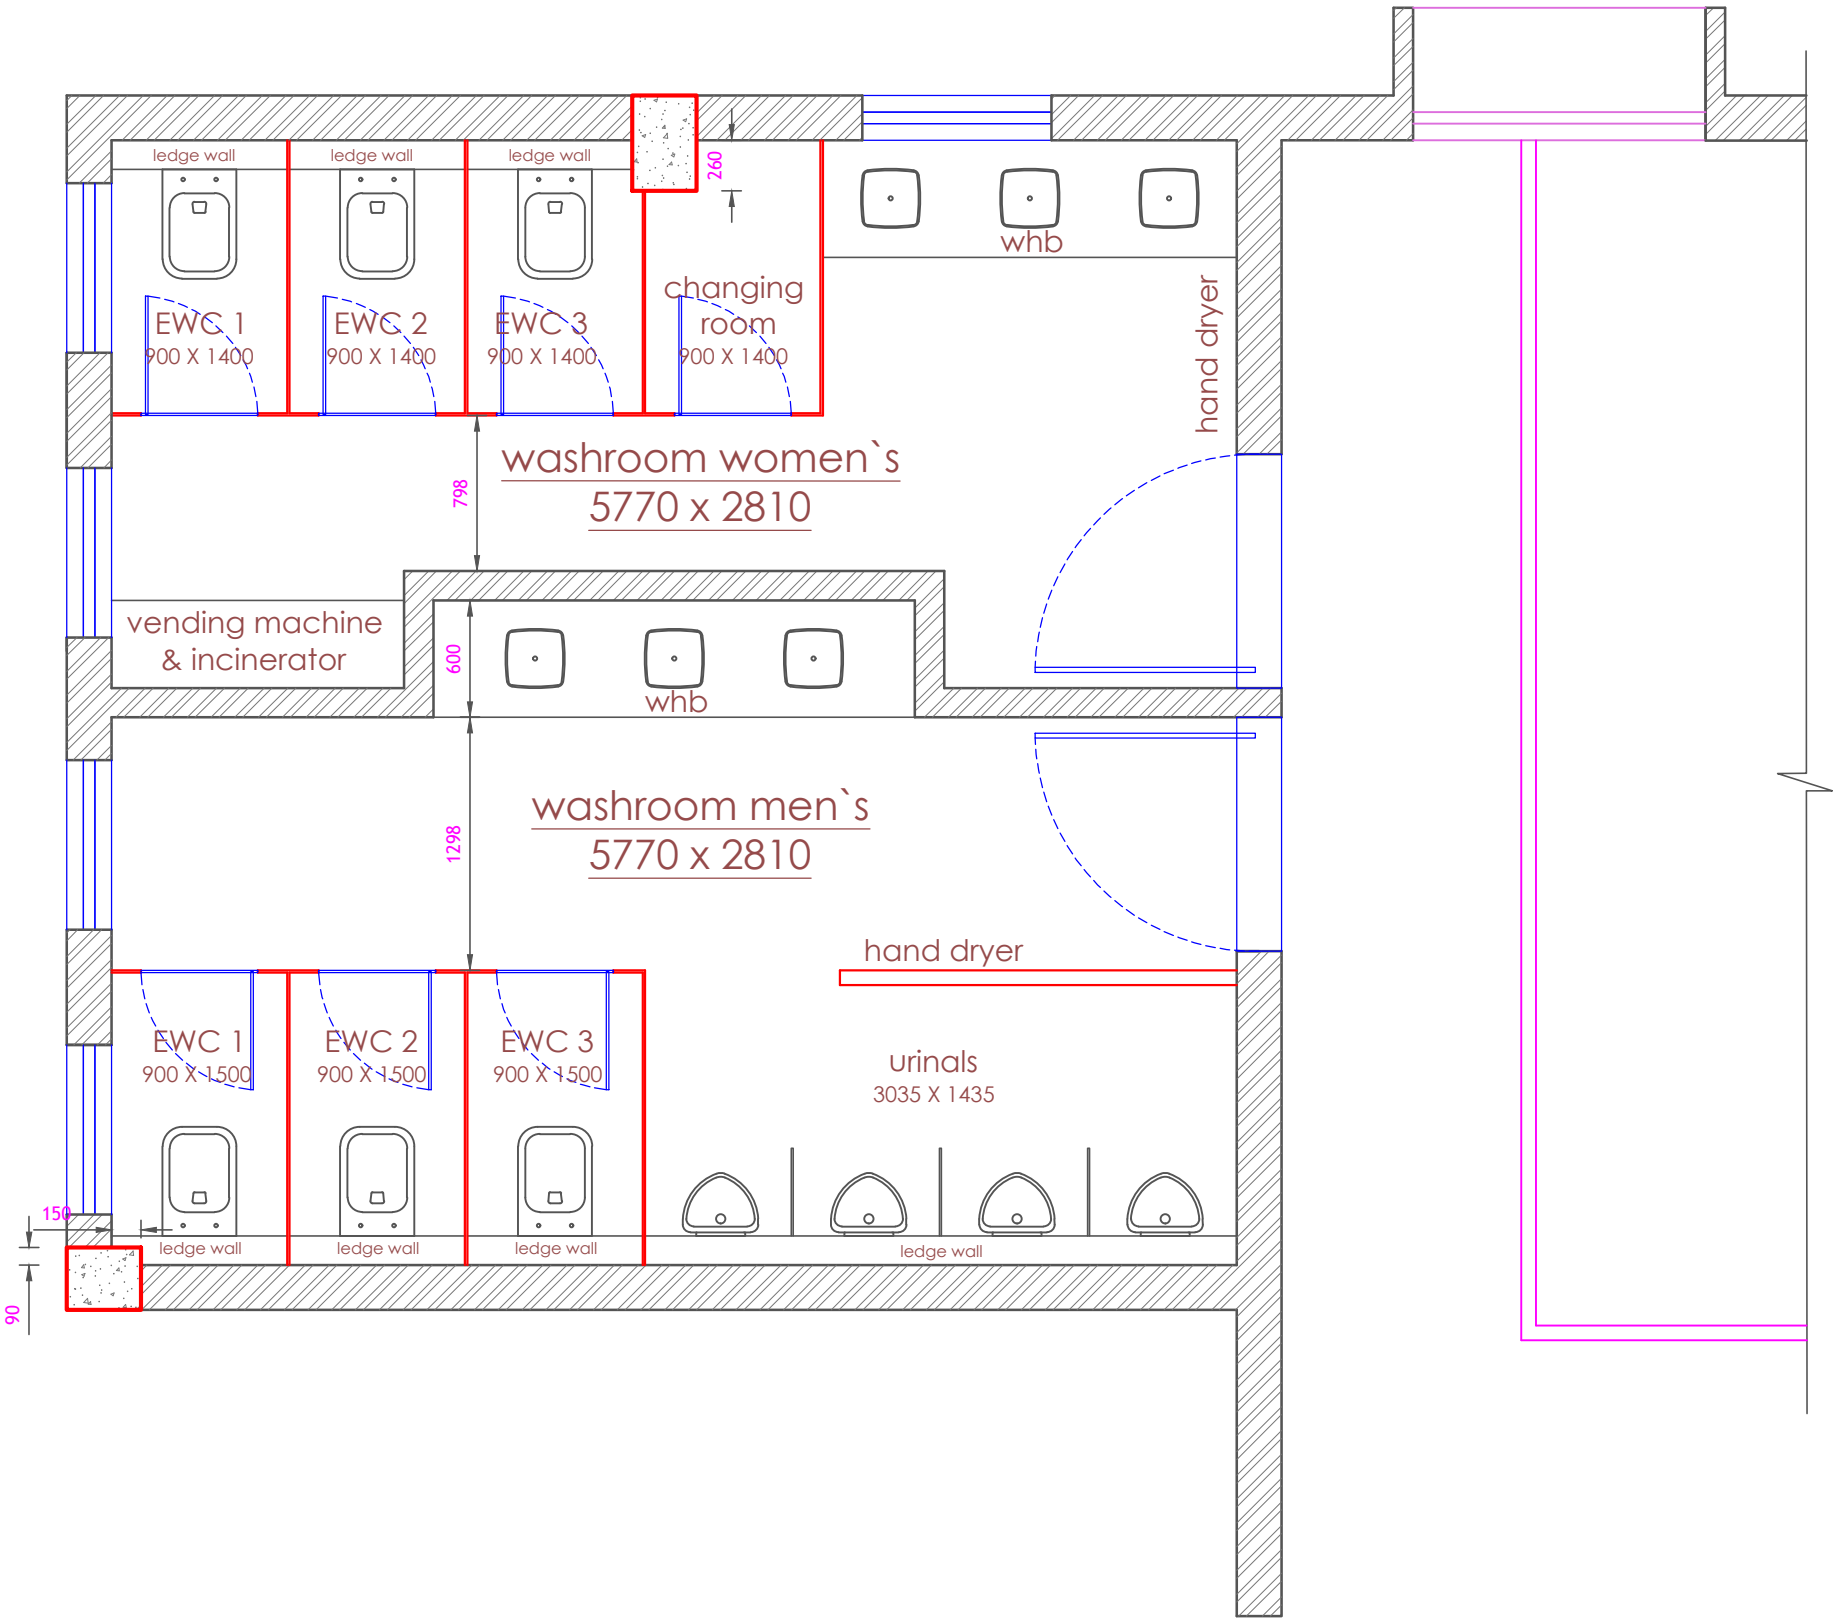 ledge wall
ledge wall
ledge wall
260
whb
EWC 1
900 X 1400
EWC 2
900 X 1400
EWC 3
900 X 1400
changing
room
900 X 1400
hand dryer
washroom women`s
5770 x 2810
798
vending machine
& incinerator
600
whb
washroom men`s
5770 x 2810
1298
hand dryer
EWC 1
900 X 1500
EWC 2
900 X 1500
EWC 3
900 X 1500
urinals
3035 X 1435
150
ledge wall
ledge wall
ledge wall
ledge wall
90